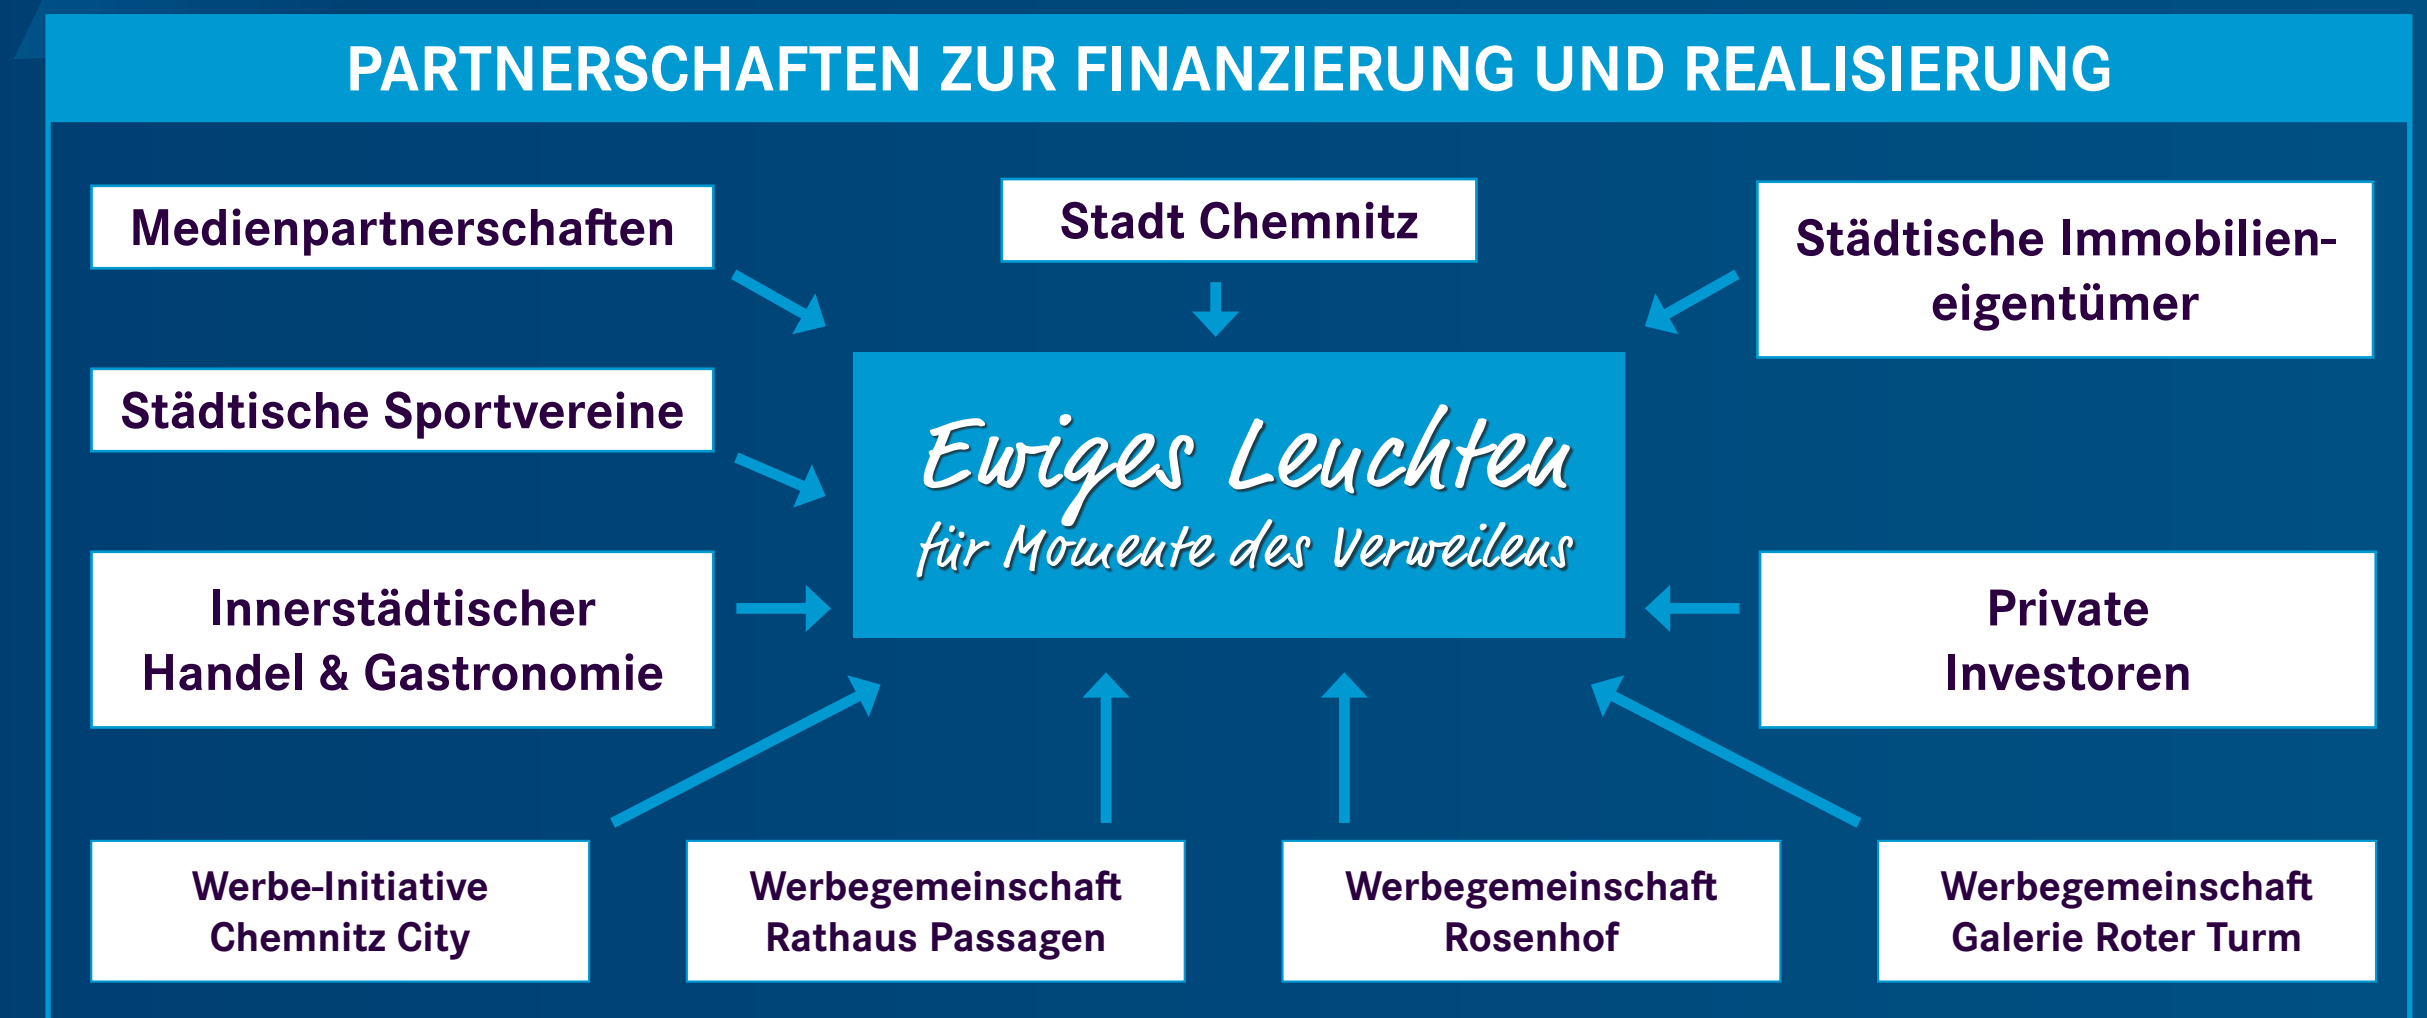 PARTNERSCHAFTEN ZUR FINANZIERUNG UND REALISIERUNG
Medienpartnerschaften
Stadt Chemnitz
Städtische Immobilien-
eigentümer
Städtische Sportvereine
Ewiges Leuchten
für Momente des Verweilens
Innerstädtischer
Handel & Gastronomie
Private
Investoren
Werbe-Initiative
Chemnitz City
Werbegemeinschaft
Rathaus Passagen
Werbegemeinschaft
Rosenhof
Werbegemeinschaft
Galerie Roter Turm